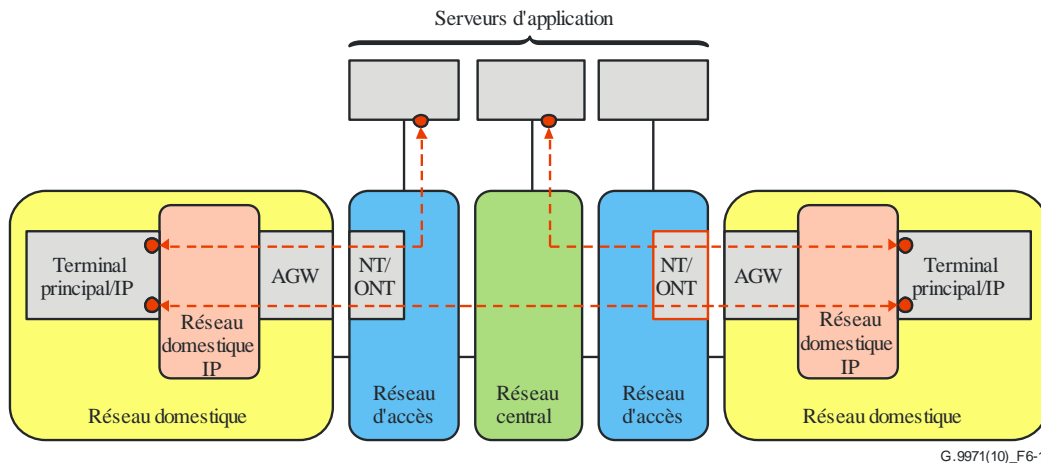 Serveurs d'application
Terminal
principal/IP
AGW
NT/
ONT
NT/
ONT
AGW
Terminal
principal/IP
Réseau
domestique
IP
Réseau
domestique
IP
Réseau domestique
Réseau
d'accès
Réseau
central
Réseau
d'accès
Réseau domestique